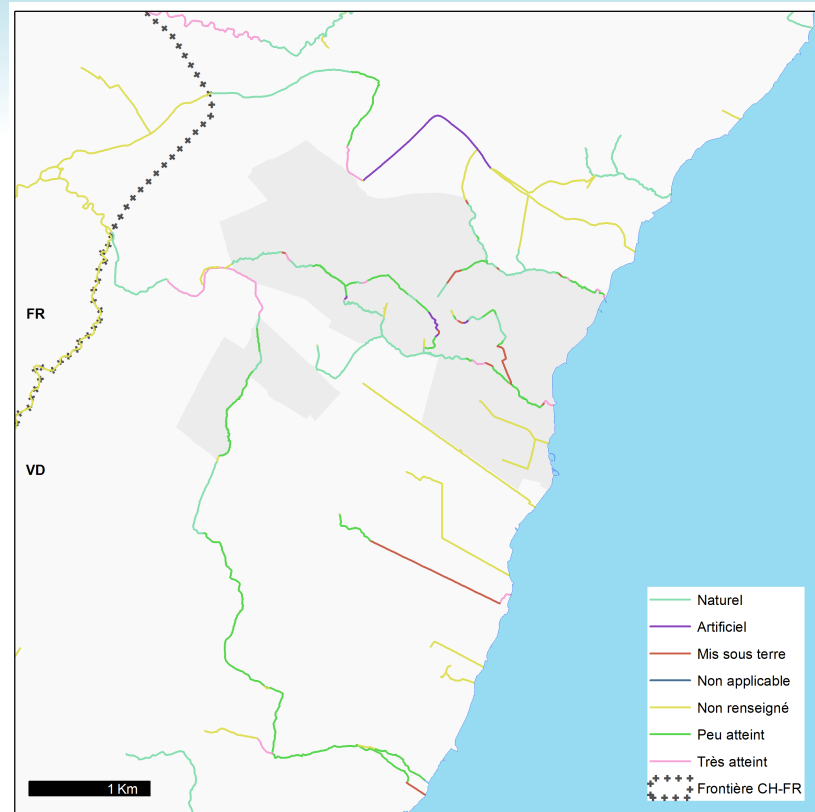 FR
VD
Naturel
Artificiel
Mis sous terre
Non applicable
Non renseigné
Peu atteint
Très atteint
Frontière CH-FR
1 Km